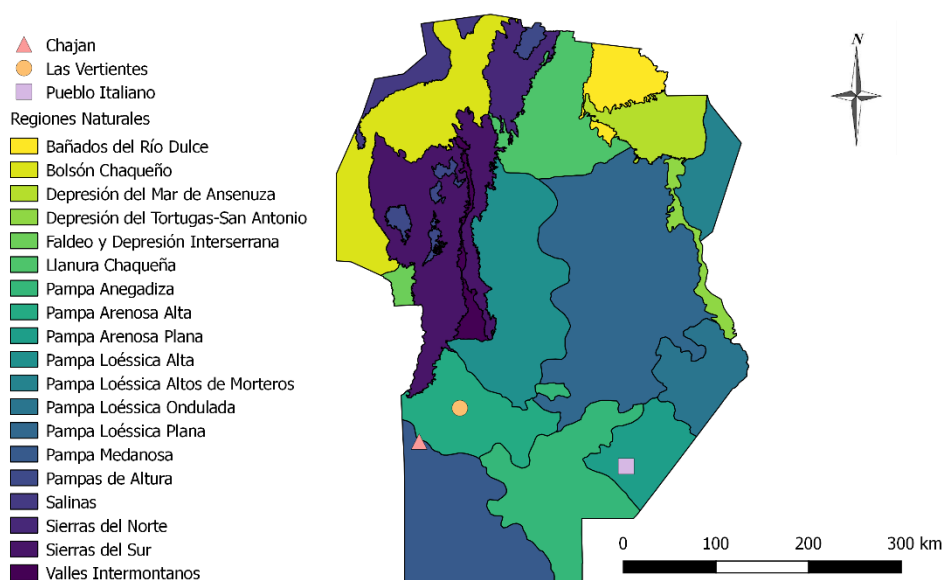 Chajan
Las Vertientes
Pueblo Italiano
Regiones Naturales
Bañados del Río Dulce
Bolsón Chaqueño
Depresión del Mar de Ansenuza
Depresión del Tortugas-San Antonio
Faldeo y Depresión Interserrana
Llanura Chaqueña
Pampa Anegadiza
Pampa Arenosa Alta
Pampa Arenosa Plana
Pampa Loéssica Alta
Pampa Loéssica Altos de Morteros
Pampa Loéssica Ondulada
Pampa Loéssica Plana
Pampa Medanosa
Pampas de Altura
Salinas
Sierras del Norte
Sierras del Sur
Valles Intermontanos
N
0 100 200 300 km